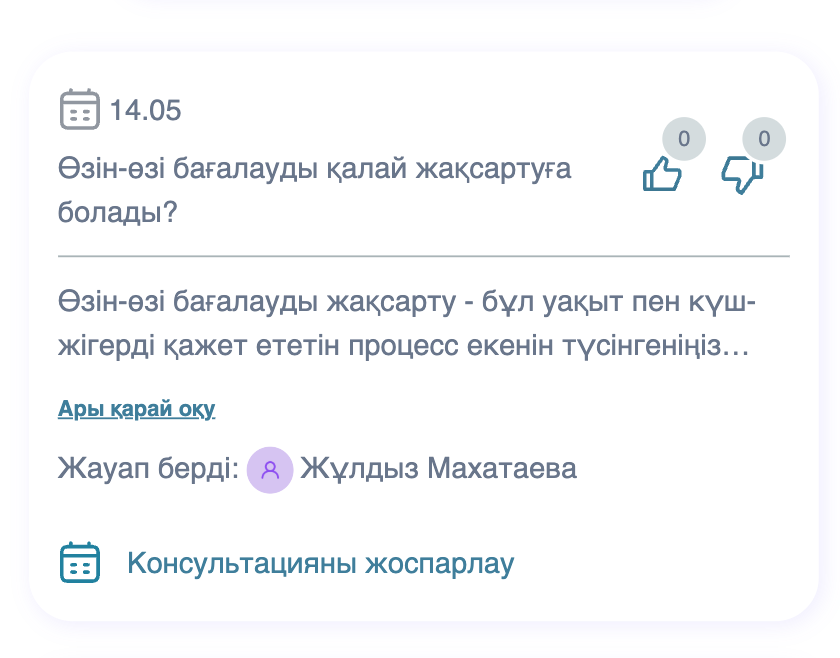 14.05
0
0
Өзін-өзі бағалауды қалай жақсартуға
болады?
Өзін-өзі бағалауды жақсарту - бұл уақыт пен күш-
жігерді қажет ететін процесс екенін түсінгеніңіз...
Ары қарай оқу
Жауап берді: Жұлдыз Махатаева
Консультацияны жоспарлау